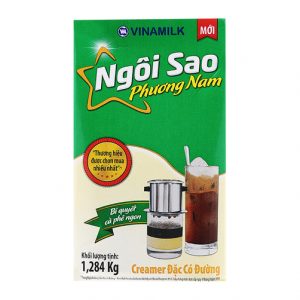 VINAMILK
MỚI
Ngôi Sao
Phương Nam
"Thương hiệu
được chọn mua
nhiều nhất"
Bí quyết
cà phê ngon
Khối lượng tịnh:
1,284 Kg
Creamer Đặc Có Đường